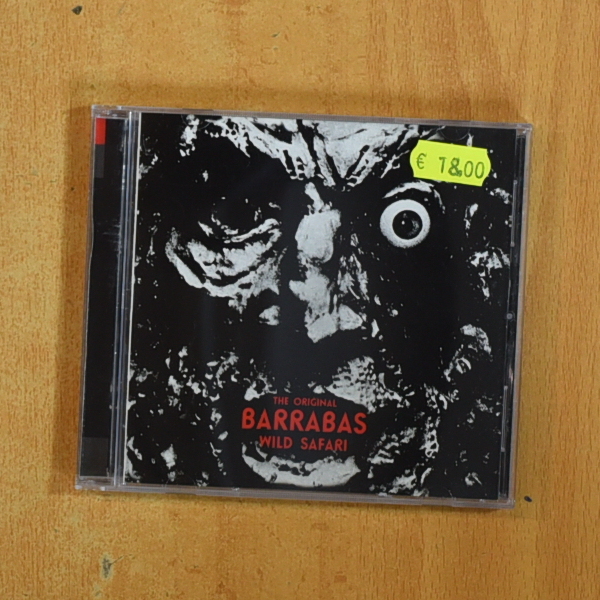 € 18.00
THE ORIGINAL
BARRABAS
WILD SAFARI